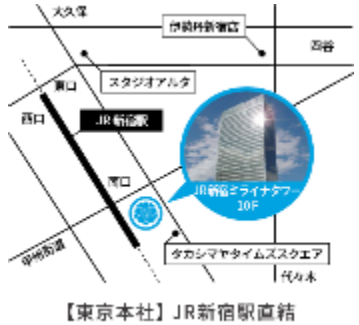 大久保
伊勢丹新宿店
四谷
スタジオアルタ
東口
JR新宿駅
西口
JR新宿ミライナタワー
10F
南口
甲州街道
タカシマヤタイムズスクエア
代々木
【東京本社】JR新宿駅直結